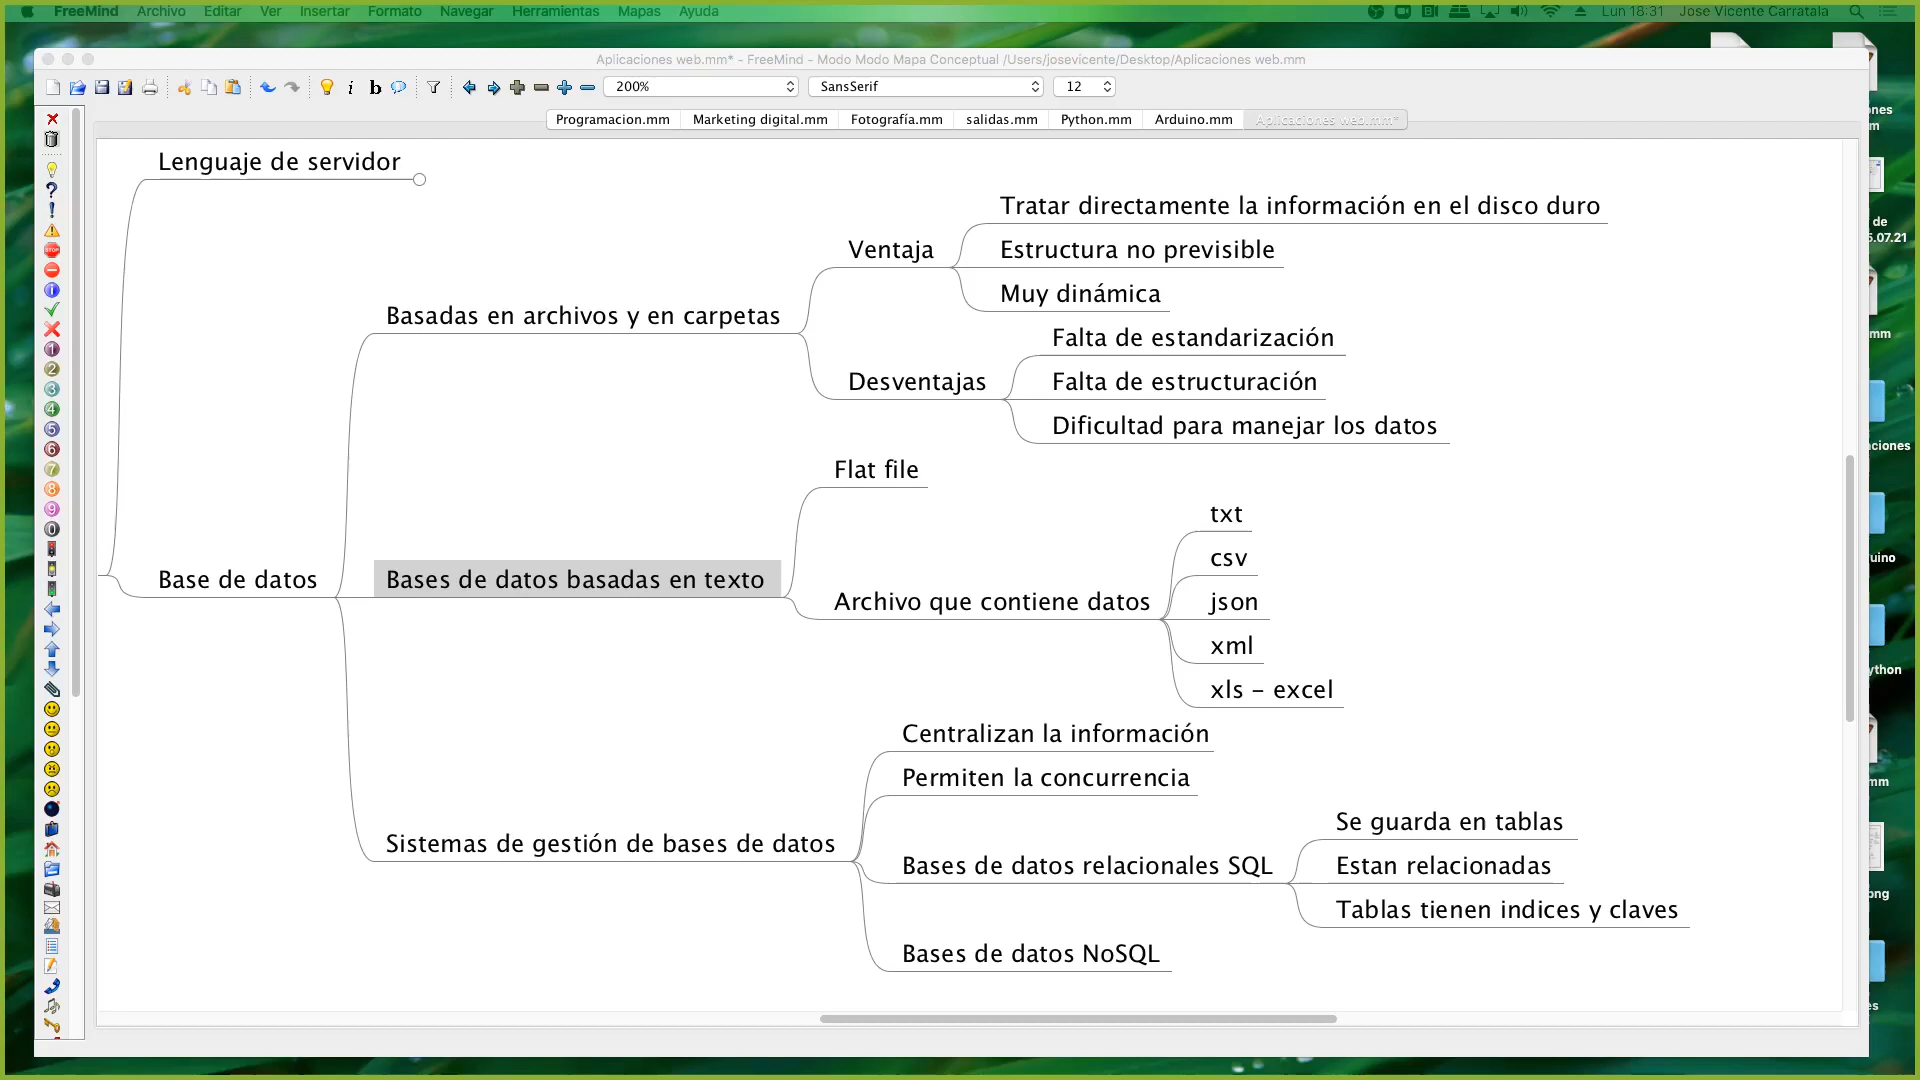 FreeMind Archivo Editar Ver Insertar Formato Navegar Herramientas Mapas Ayuda
Lun 18:31 Jose Vicente Carratala
Aplicaciones web.mm* - FreeMind - Modo Modo Mapa Conceptual /Users/josevicente/Desktop/Aplicaciones web.mm
200% SansSerif 12
Programacion.mm Marketing digital.mm Fotografía.mm salidas.mm Python.mm Arduino.mm Aplicaciones web.mm*
Lenguaje de servidor
Base de datos
Basadas en archivos y en carpetas
Ventaja
Tratar directamente la información en el disco duro
Estructura no previsible
Muy dinámica
Desventajas
Falta de estandarización
Falta de estructuración
Dificultad para manejar los datos
Bases de datos basadas en texto
Flat file
Archivo que contiene datos
txt
csv
json
xml
xls - excel
Sistemas de gestión de bases de datos
Centralizan la información
Permiten la concurrencia
Bases de datos relacionales SQL
Se guarda en tablas
Estan relacionadas
Tablas tienen indices y claves
Bases de datos NoSQL